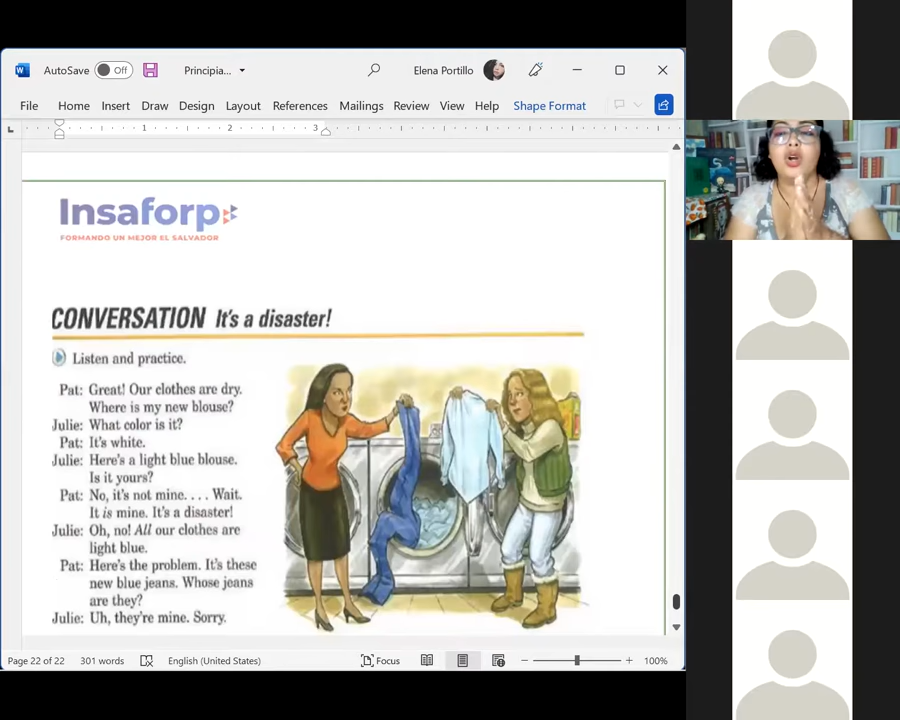 AutoSave Off Principia... Elena Portillo
File Home Insert Draw Design Layout References Mailings Review View Help Shape Format
1 2 3
Insaforp
FORMANDO UN MEJOR EL SALVADOR
CONVERSATION It's a disaster!
Listen and practice.
Pat: Great! Our clothes are dry.
Where is my new blouse?
Julie: What color is it?
Pat: It's white.
Julie: Here's a light blue blouse.
Is it yours?
Pat: No, it's not mine. . . . Wait.
It is mine. It's a disaster!
Julie: Oh, no! All our clothes are
light blue.
Pat: Here's the problem. It's these
new blue jeans. Whose jeans
are they?
Julie: Uh, they're mine. Sorry.
Page 22 of 22 301 words English (United States) Focus 100%